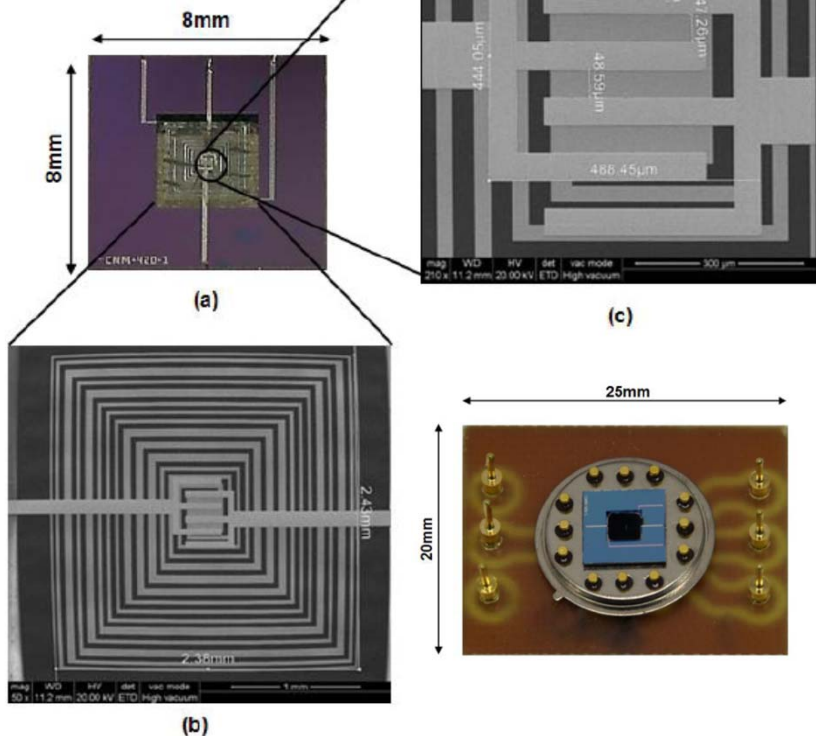 8mm
8mm
CNM-420-1
(a)
47.26µm
444.05µm
48.59µm
468.45µm
mag WD HV det vac mode 300 µm
210 x 11.2 mm 20.00 kV ETD High vacuum
(c)
2.43mm
2.38mm
mag WD HV det vac mode 1 mm
50 x 11.2 mm 20.00 kV ETD High vacuum
(b)
25mm
20mm